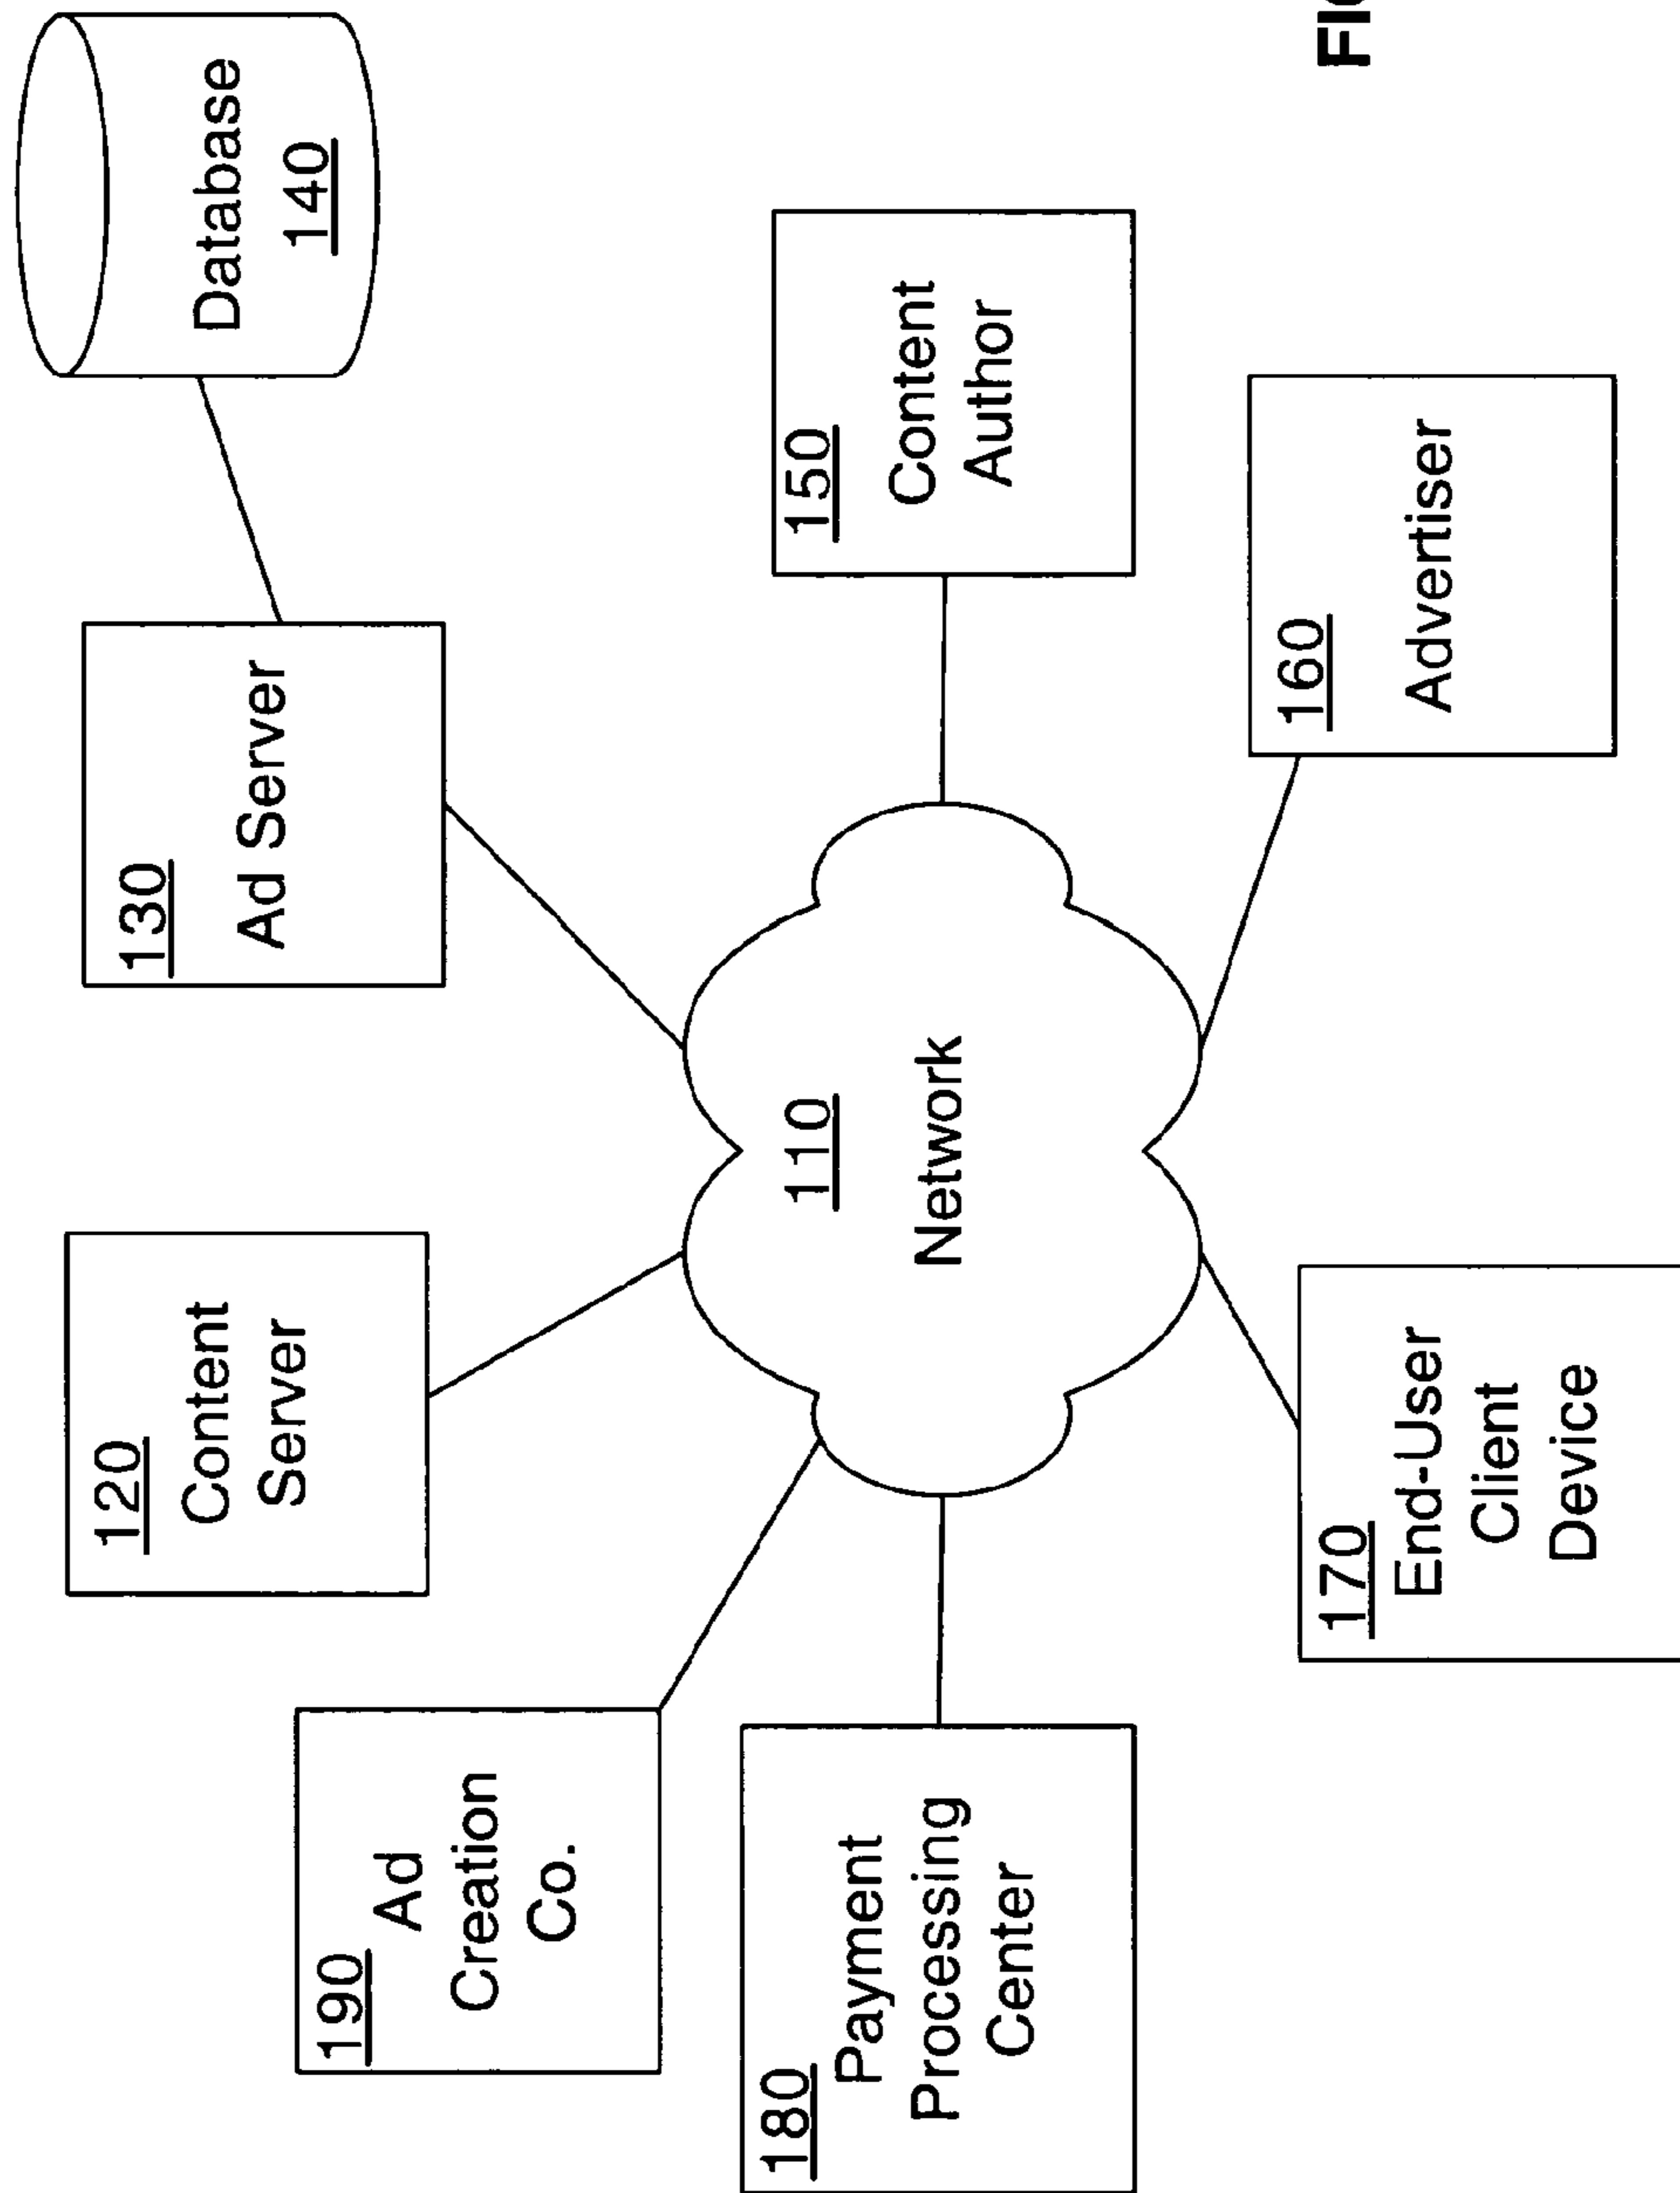 120
Content
Server
130
Ad Server
Database
140
190
Ad
Creation
Co.
110
Network
150
Content
Author
180
Payment
Processing
Center
170
End-User
Client
Device
160
Advertiser